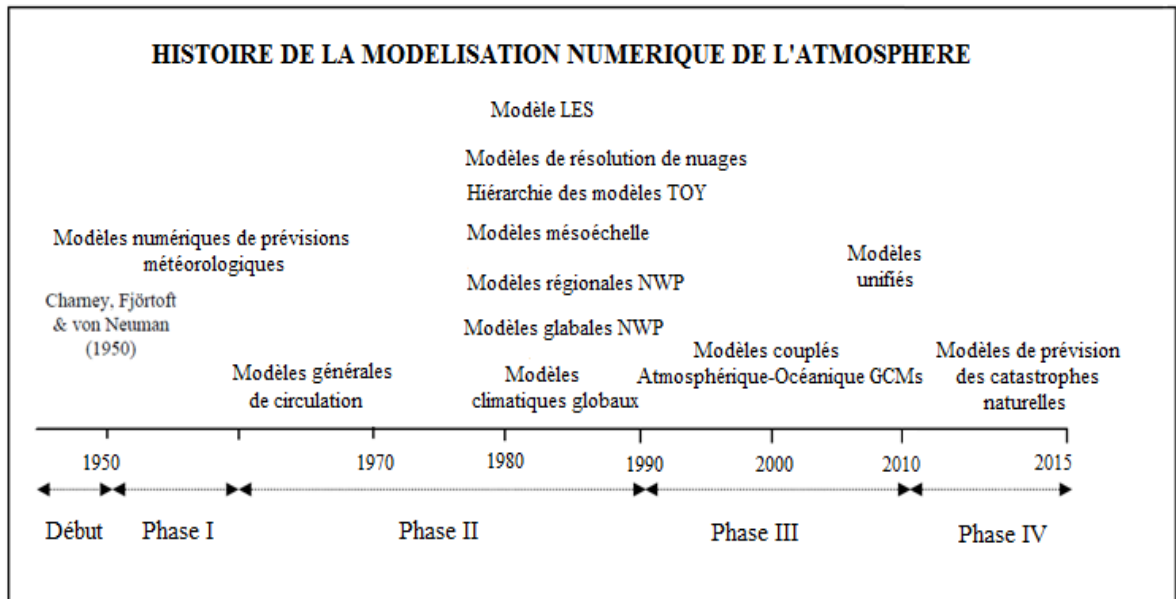 HISTOIRE DE LA MODELISATION NUMERIQUE DE L'ATMOSPHERE
Modèle LES
Modèles de résolution de nuages
Hiérarchie des modèles TOY
Modèles numériques de prévisions
météorologiques
Modèles mésoéchelle
Modèles
unifiés
Modèles régionales NWP
Charney, Fjörtoft
& von Neuman
(1950)
Modèles glabales NWP
Modèles générales
de circulation
Modèles
climatiques globaux
Modèles couplés
Atmosphérique-Océanique GCMs
Modèles de prévision
des catastrophes
naturelles
1950 1970 1980 1990 2000 2010 2015
Début Phase I Phase II Phase III Phase IV